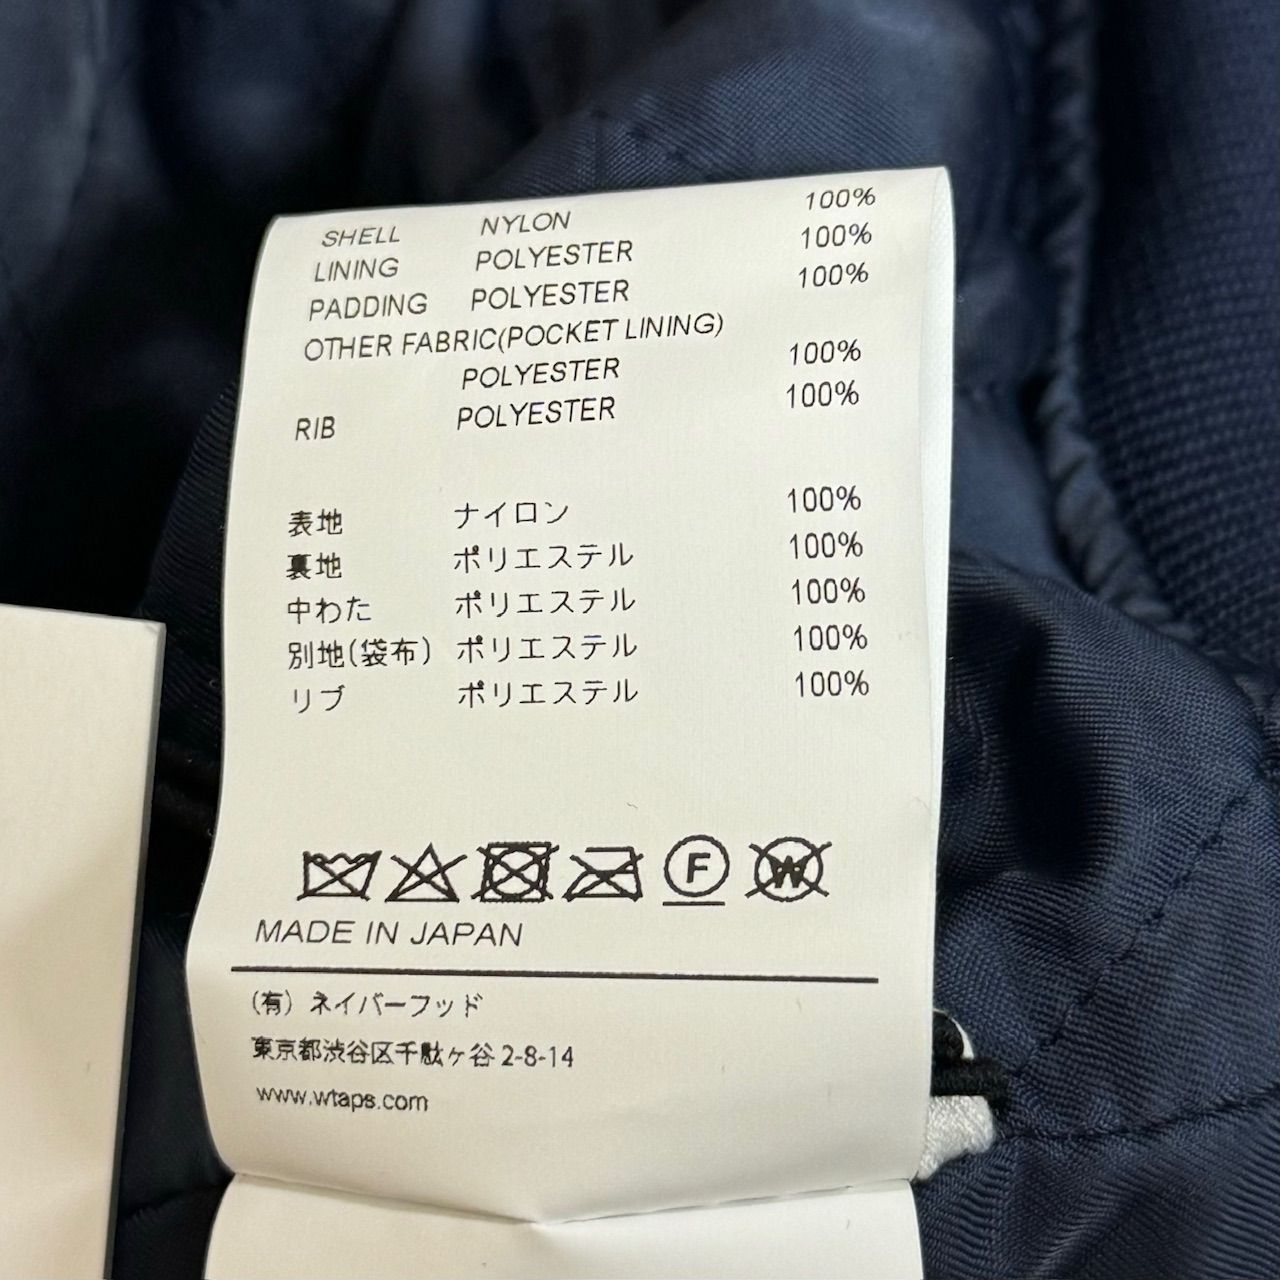 SHELL NYLON 100%
LINING POLYESTER 100%
PADDING POLYESTER 100%
OTHER FABRIC(POCKET LINING)
POLYESTER 100%
RIB POLYESTER 100%
表地 ナイロン 100%
裏地 ポリエステル 100%
中わた ポリエステル 100%
別地(袋布) ポリエステル 100%
リブ ポリエステル 100%
F W
MADE IN JAPAN
(有) ネイバーフッド
東京都渋谷区千駄ヶ谷 2-8-14
www.wtaps.com